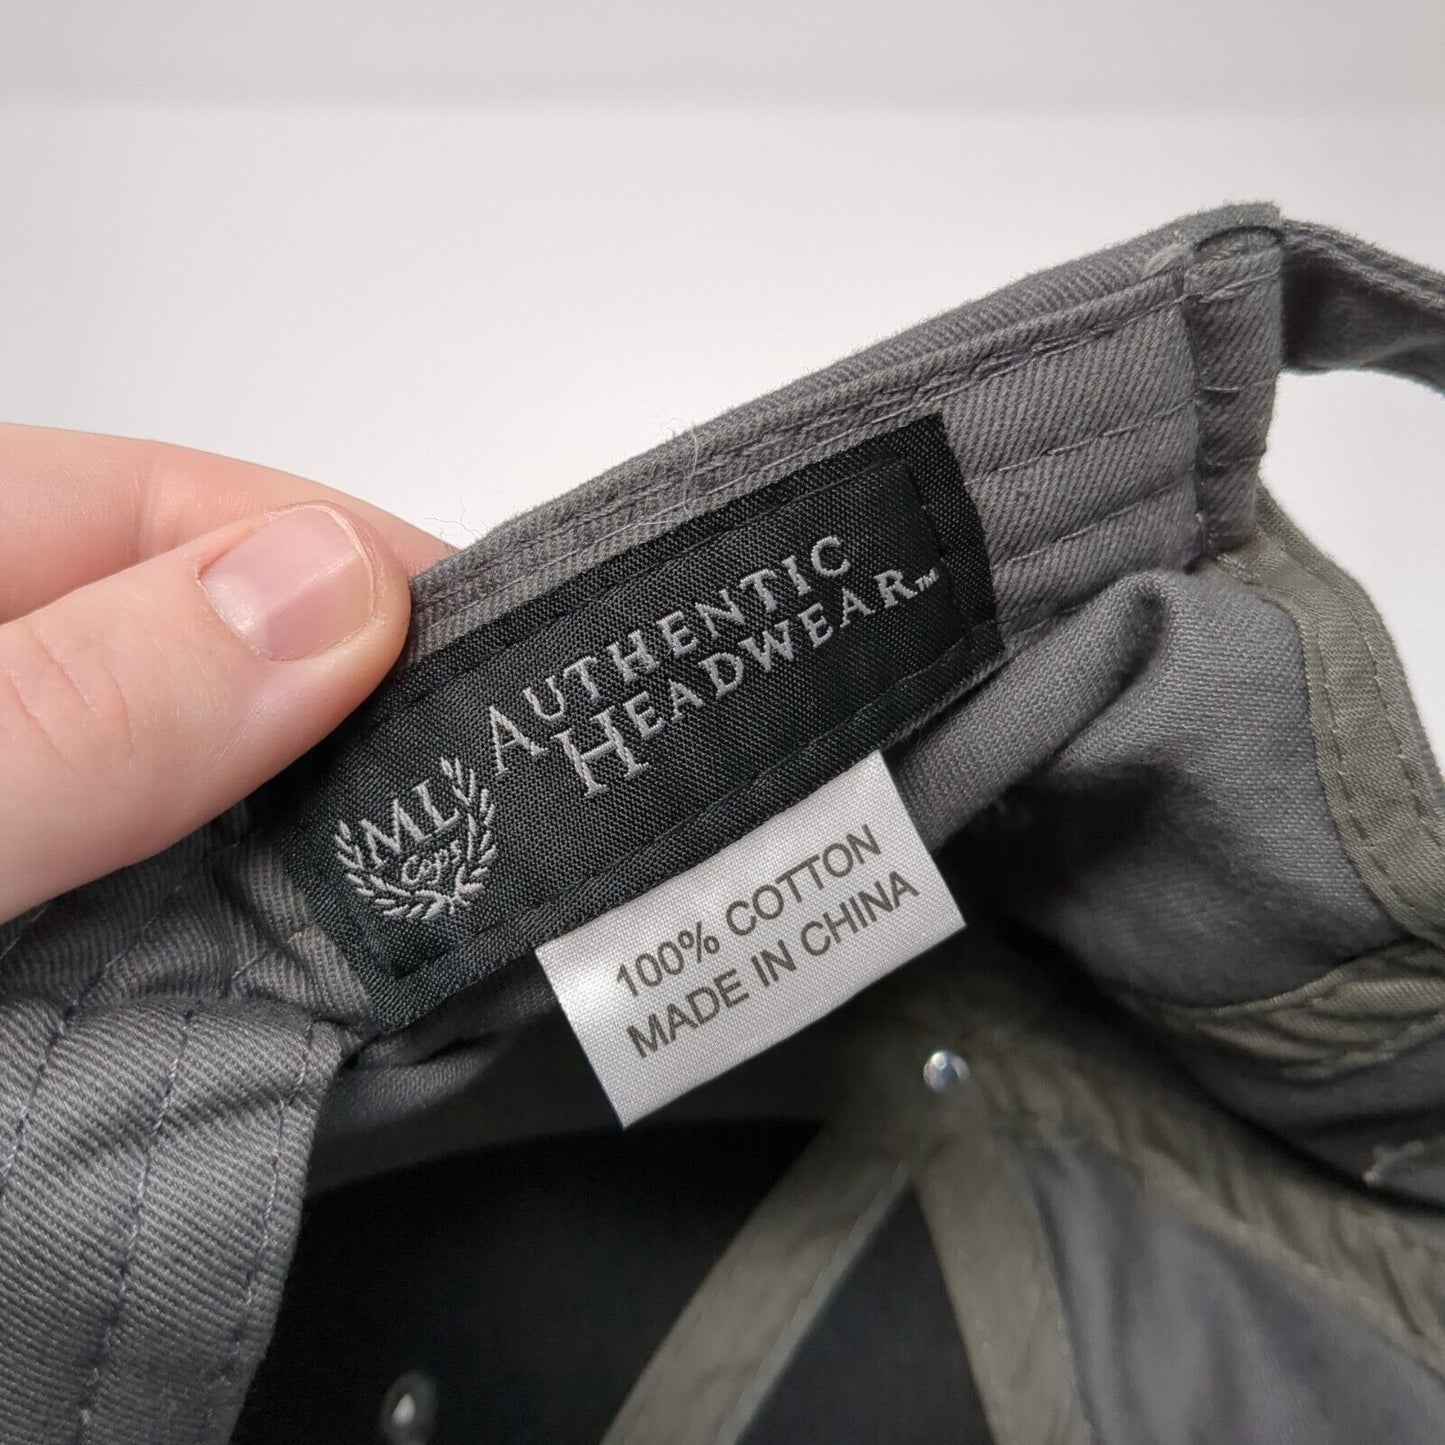 ML
Caps
AUTHENTIC
HEADWEAR™
100% COTTON
MADE IN CHINA